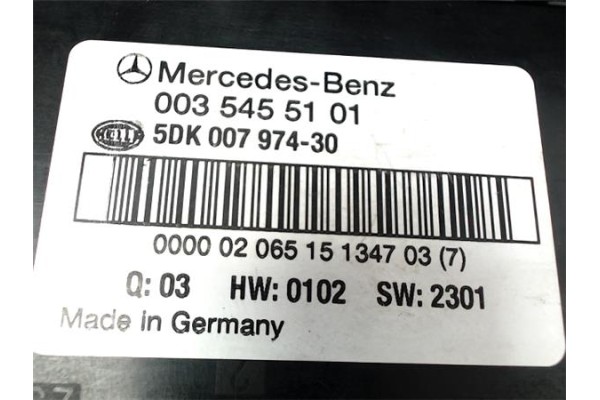 Mercedes-Benz
003 545 51 01
HELLA 5DK 007 974-30
0000 02 065 15 1347 03 (7)
Q: 03 HW: 0102 SW: 2301
Made in Germany